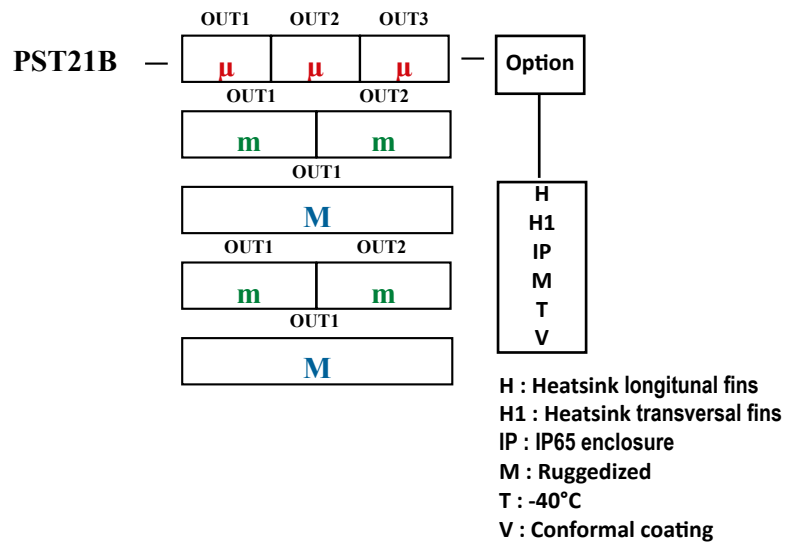 OUT1 OUT2 OUT3
PST21B — μ μ μ — Option
OUT1 OUT2
m m
OUT1
M
OUT1 OUT2
m m
OUT1
M
H
H1
IP
M
T
V
H : Heatsink longitunal fins
H1 : Heatsink transversal fins
IP : IP65 enclosure
M : Ruggedized
T : -40°C
V : Conformal coating